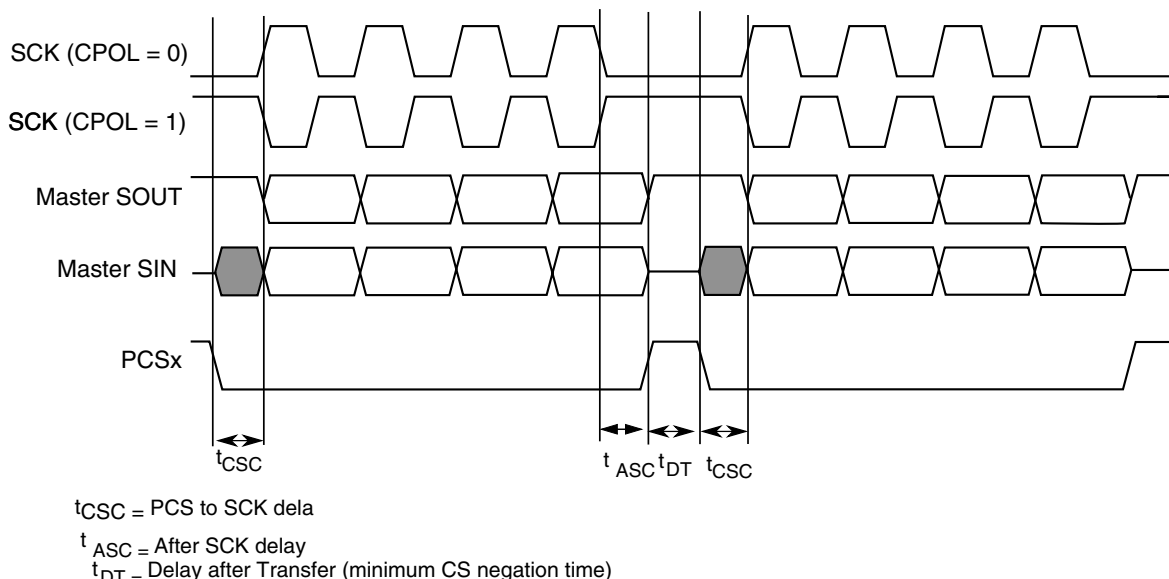 SCK (CPOL = 0)
SCK (CPOL = 1)
Master SOUT
Master SIN
PCSx
tCSC
t ASC
tDT
tCSC
tCSC = PCS to SCK dela
t ASC = After SCK delay
tDT = Delay after Transfer (minimum CS negation time)